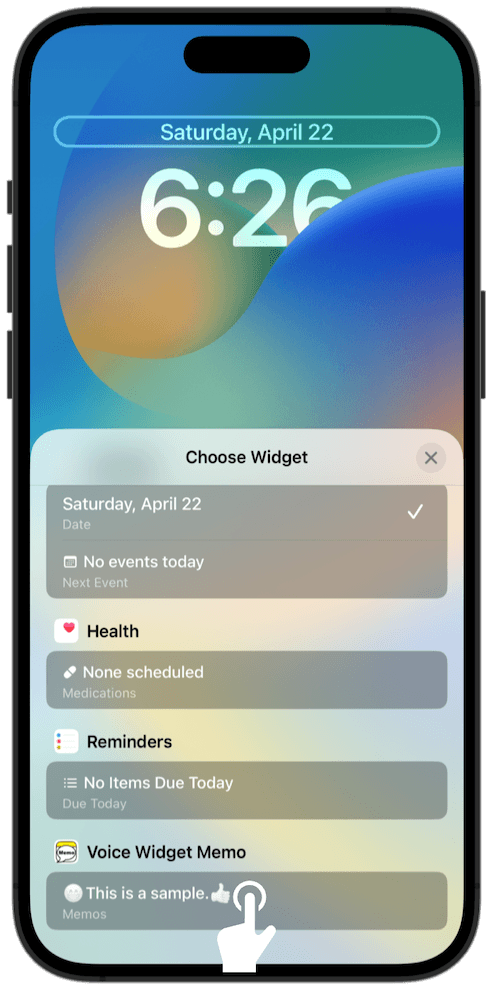 Saturday, April 22
6:26
Choose Widget
Saturday, April 22
Date
No events today
Next Event
Health
None scheduled
Medications
Reminders
No Items Due Today
Due Today
Memo
Voice Widget Memo
😶This is a sample.👍
Memos